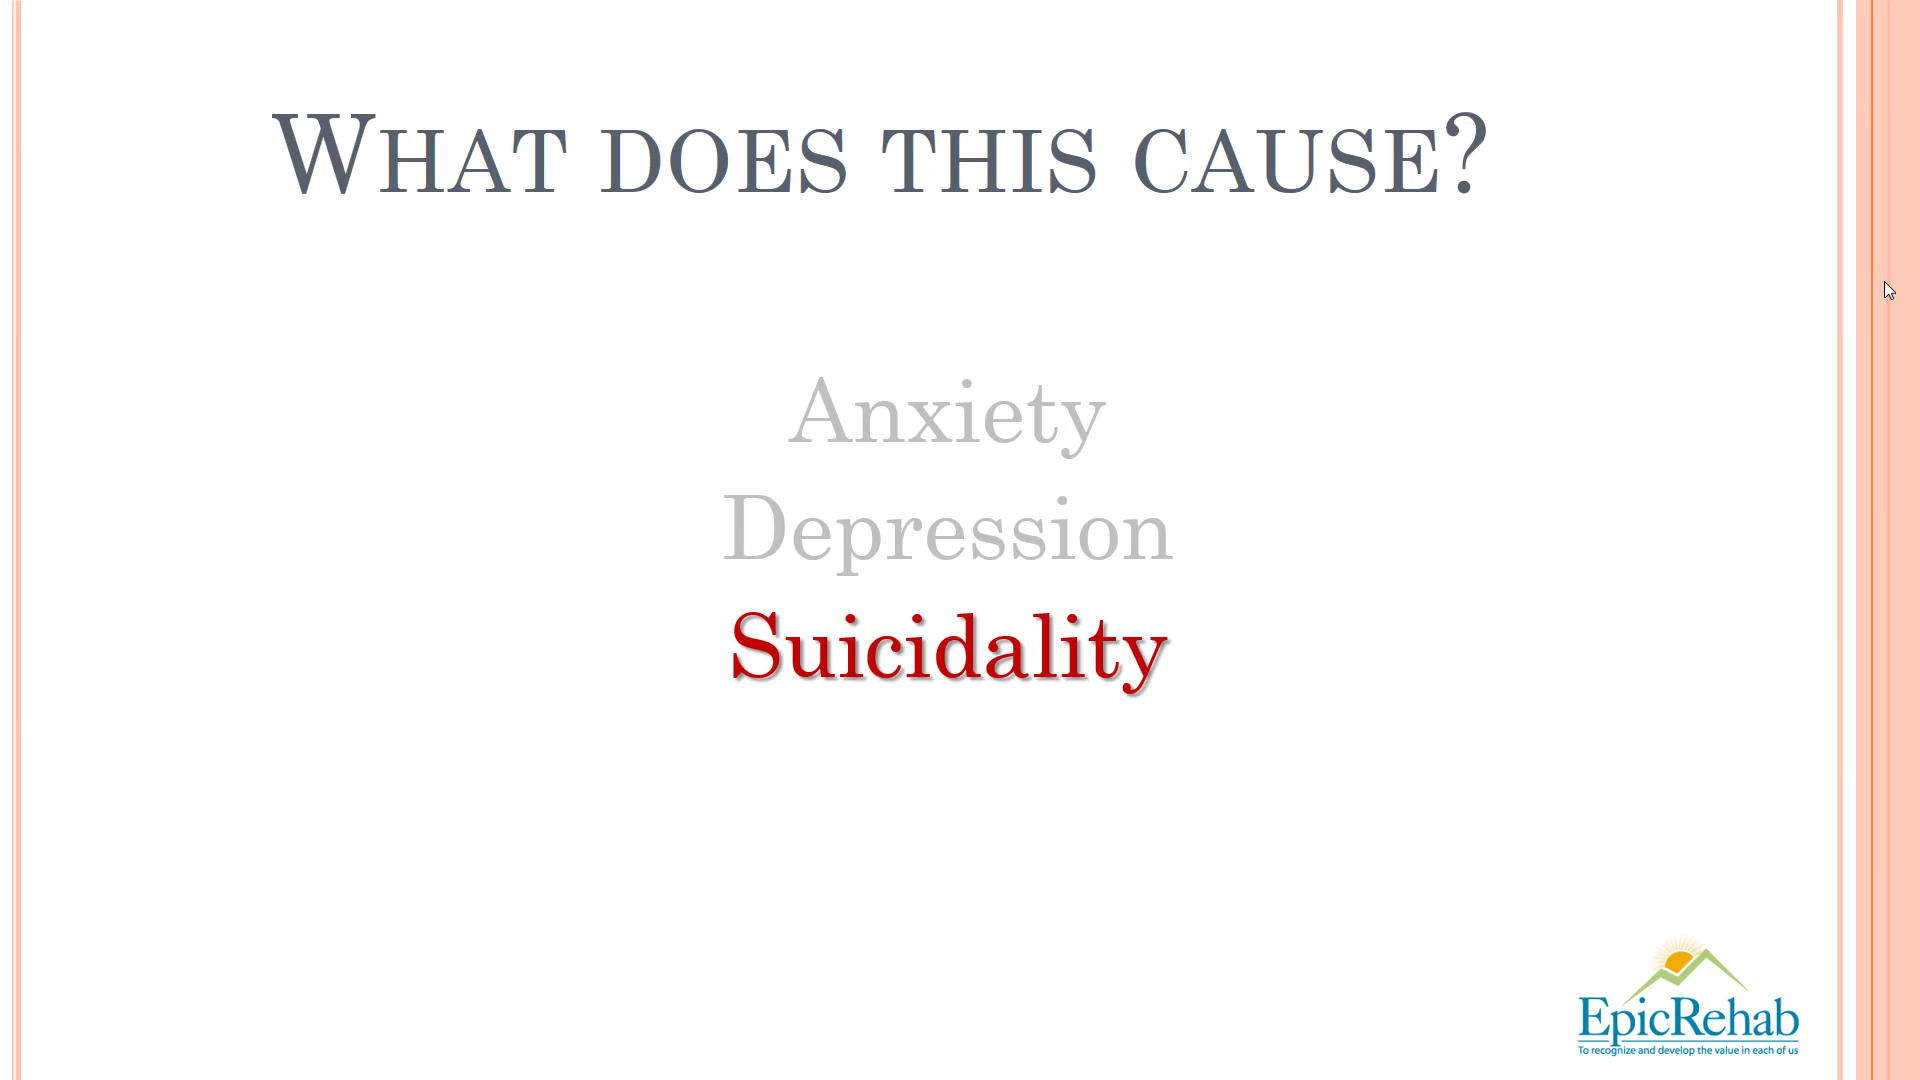 What does this cause?
Anxiety
Depression
Suicidality
EpicRehab
To recognize and develop the value in each of us